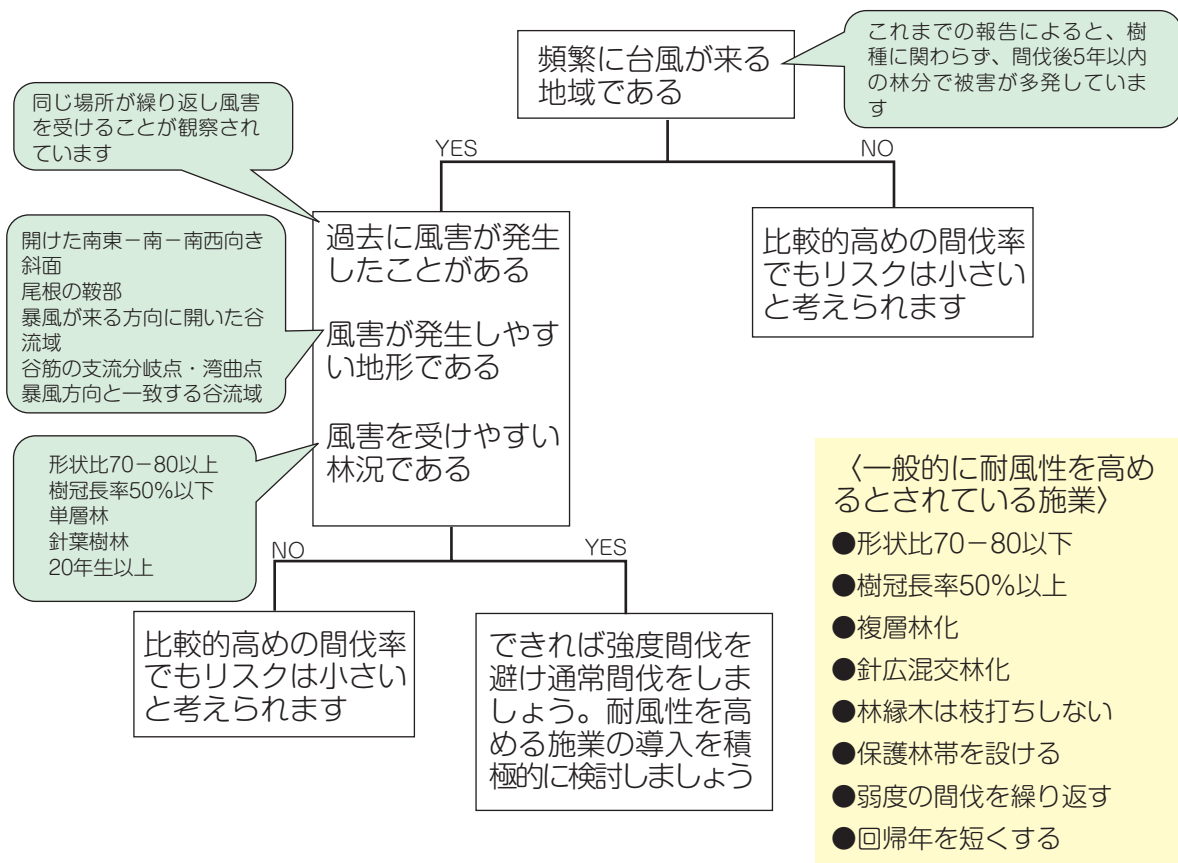 頻繁に台風が来る
地域である
これまでの報告によると、樹
種に関わらず、間伐後5年以内
の林分で被害が多発していま
す
同じ場所が繰り返し風害
を受けることが観察され
ています
YES
NO
過去に風害が発生
したことがある
風害が発生しやす
い地形である
風害を受けやすい
林況である
開けた南東−南−南西向き
斜面
尾根の鞍部
暴風が来る方向に開いた谷
流域
谷筋の支流分岐点・湾曲点
暴風方向と一致する谷流域
形状比70−80以上
樹冠長率50%以下
単層林
針葉樹林
20年生以上
比較的高めの間伐率
でもリスクは小さい
と考えられます
NO
YES
比較的高めの間伐率
でもリスクは小さい
と考えられます
できれば強度間伐を
避け通常間伐をしま
しょう。耐風性を高
める施業の導入を積
極的に検討しましょう
〈一般的に耐風性を高め
るとされている施業〉
●形状比70−80以下
●樹冠長率50%以上
●複層林化
●針広混交林化
●林縁木は枝打ちしない
●保護林帯を設ける
●弱度の間伐を繰り返す
●回帰年を短くする